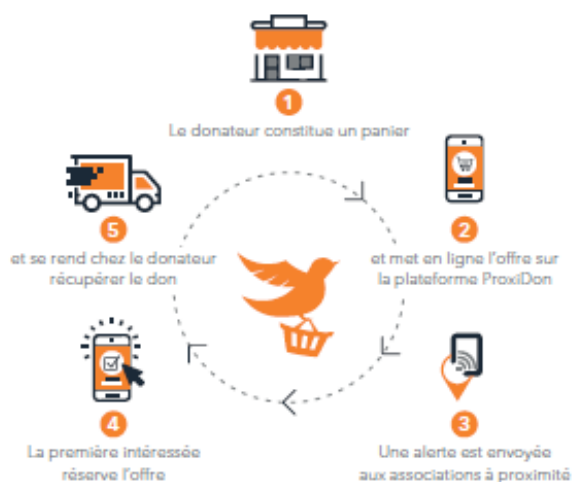 1
Le donateur constitue un panier
2
et met en ligne l'offre sur
la plateforme ProxiDon
3
Une alerte est envoyée
aux associations à proximité
4
La première intéressée
réserve l'offre
5
et se rend chez le donateur
récupérer le don